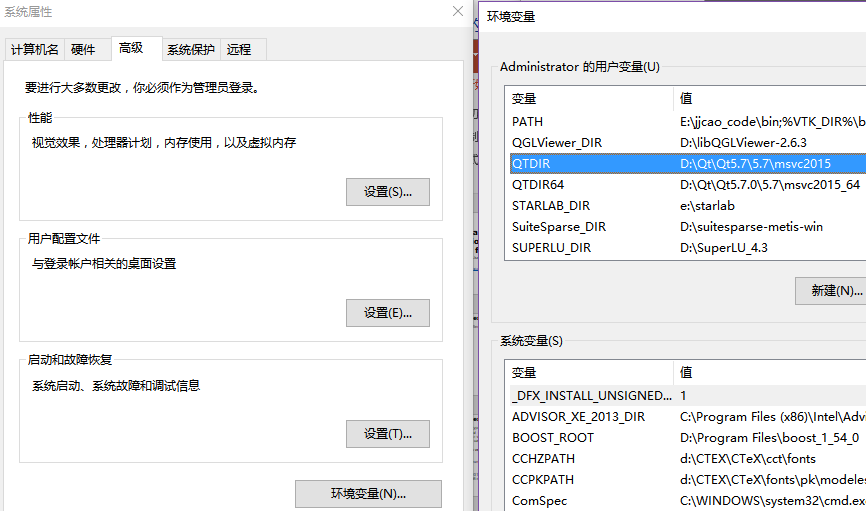 系统属性
计算机名 硬件 高级 系统保护 远程
要进行大多数更改，你必须作为管理员登录。
性能
视觉效果，处理器计划，内存使用，以及虚拟内存
设置(S)...
用户配置文件
与登录帐户相关的桌面设置
设置(E)...
启动和故障恢复
系统启动、系统故障和调试信息
设置(T)...
环境变量(N)...
环境变量
Administrator 的用户变量(U)
变量 值
PATH E:\jjcao_code\bin;%VTK_DIR%\b
QGLViewer_DIR D:\libQGLViewer-2.6.3
QTDIR D:\Qt\Qt5.7\5.7\msvc2015
QTDIR64 D:\Qt\Qt5.7.0\5.7\msvc2015_64
STARLAB_DIR e:\starlab
SuiteSparse_DIR D:\suitesparse-metis-win
SUPERLU_DIR D:\SuperLU_4.3
新建(N)...
系统变量(S)
变量 值
_DFX_INSTALL_UNSIGNED... 1
ADVISOR_XE_2013_DIR C:\Program Files (x86)\Intel\Advi
BOOST_ROOT D:\Program Files\boost_1_54_0
CCHZPATH d:\CTEX\CTeX\cct\fonts
CCPKPATH d:\CTEX\CTeX\fonts\pk\modeles
ComSpec C:\WINDOWS\system32\cmd.exe